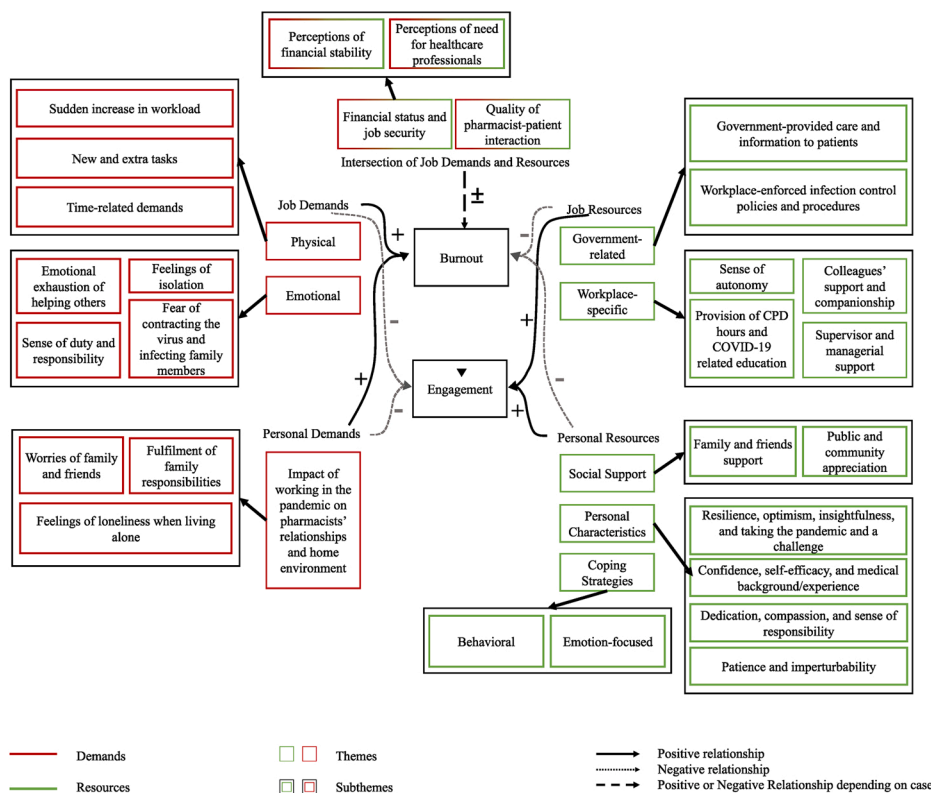 Perceptions of
financial stability
Perceptions of need
for healthcare
professionals
Financial status and
job security
Quality of
pharmacist-patient
interaction
Intersection of Job Demands and Resources
±
Sudden increase in workload
New and extra tasks
Time-related demands
Job Demands
Physical
Emotional
+
-
Emotional
exhaustion of
helping others
Feelings of
isolation
Sense of duty and
responsibility
Fear of
contracting the
virus and
infecting family
members
Burnout
Engagement
Job Resources
Government-
related
Workplace-
specific
-
+
Government-provided care and
information to patients
Workplace-enforced infection control
policies and procedures
Sense of
autonomy
Colleagues'
support and
companionship
Provision of CPD
hours and
COVID-19
related education
Supervisor and
managerial
support
+
-
Personal Demands
Impact of
working in the
pandemic on
pharmacists'
relationships
and home
environment
Worries of family
and friends
Fulfilment of
family
responsibilities
Feelings of loneliness when living
alone
-
+
Personal Resources
Social Support
Personal
Characteristics
Coping
Strategies
Family and friends
support
Public and
community
appreciation
Resilience, optimism, insightfulness,
and taking the pandemic and a
challenge
Confidence, self-efficacy, and medical
background/experience
Dedication, compassion, and sense of
responsibility
Patience and imperturbability
Behavioral
Emotion-focused
Demands
Resources
Themes
Subthemes
Positive relationship
Negative relationship
Positive or Negative Relationship depending on case